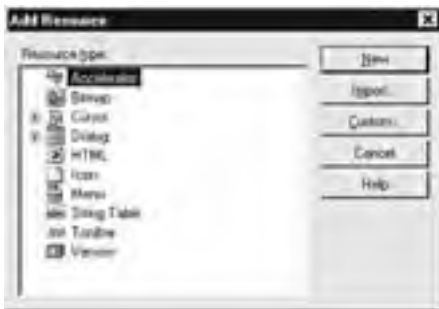 Add Resource
Resource type:
Accelerator
Bitmap
Cursor
Dialog
HTML
Icon
Menu
String Table
Toolbar
Version
New
Import...
Custom...
Cancel
Help